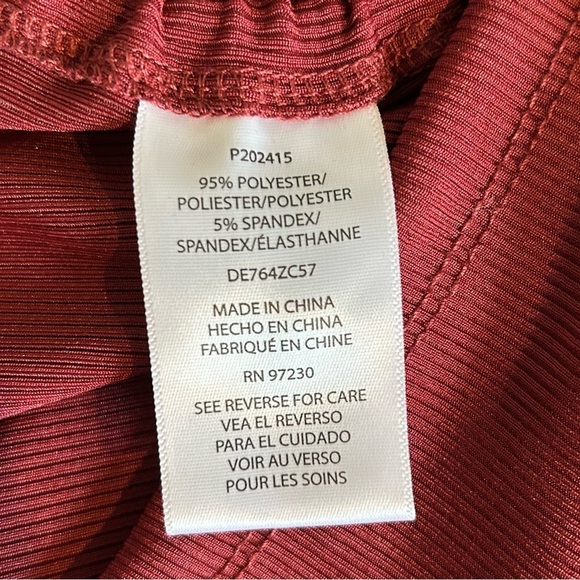 P202415
95% POLYESTER/
POLIESTER/POLYESTER
5% SPANDEX/
SPANDEX/ÉLASTHANNE
DE764ZC57
MADE IN CHINA
HECHO EN CHINA
FABRIQUÉ EN CHINE
RN 97230
SEE REVERSE FOR CARE
VEA EL REVERSO
PARA EL CUIDADO
VOIR AU VERSO
POUR LES SOINS